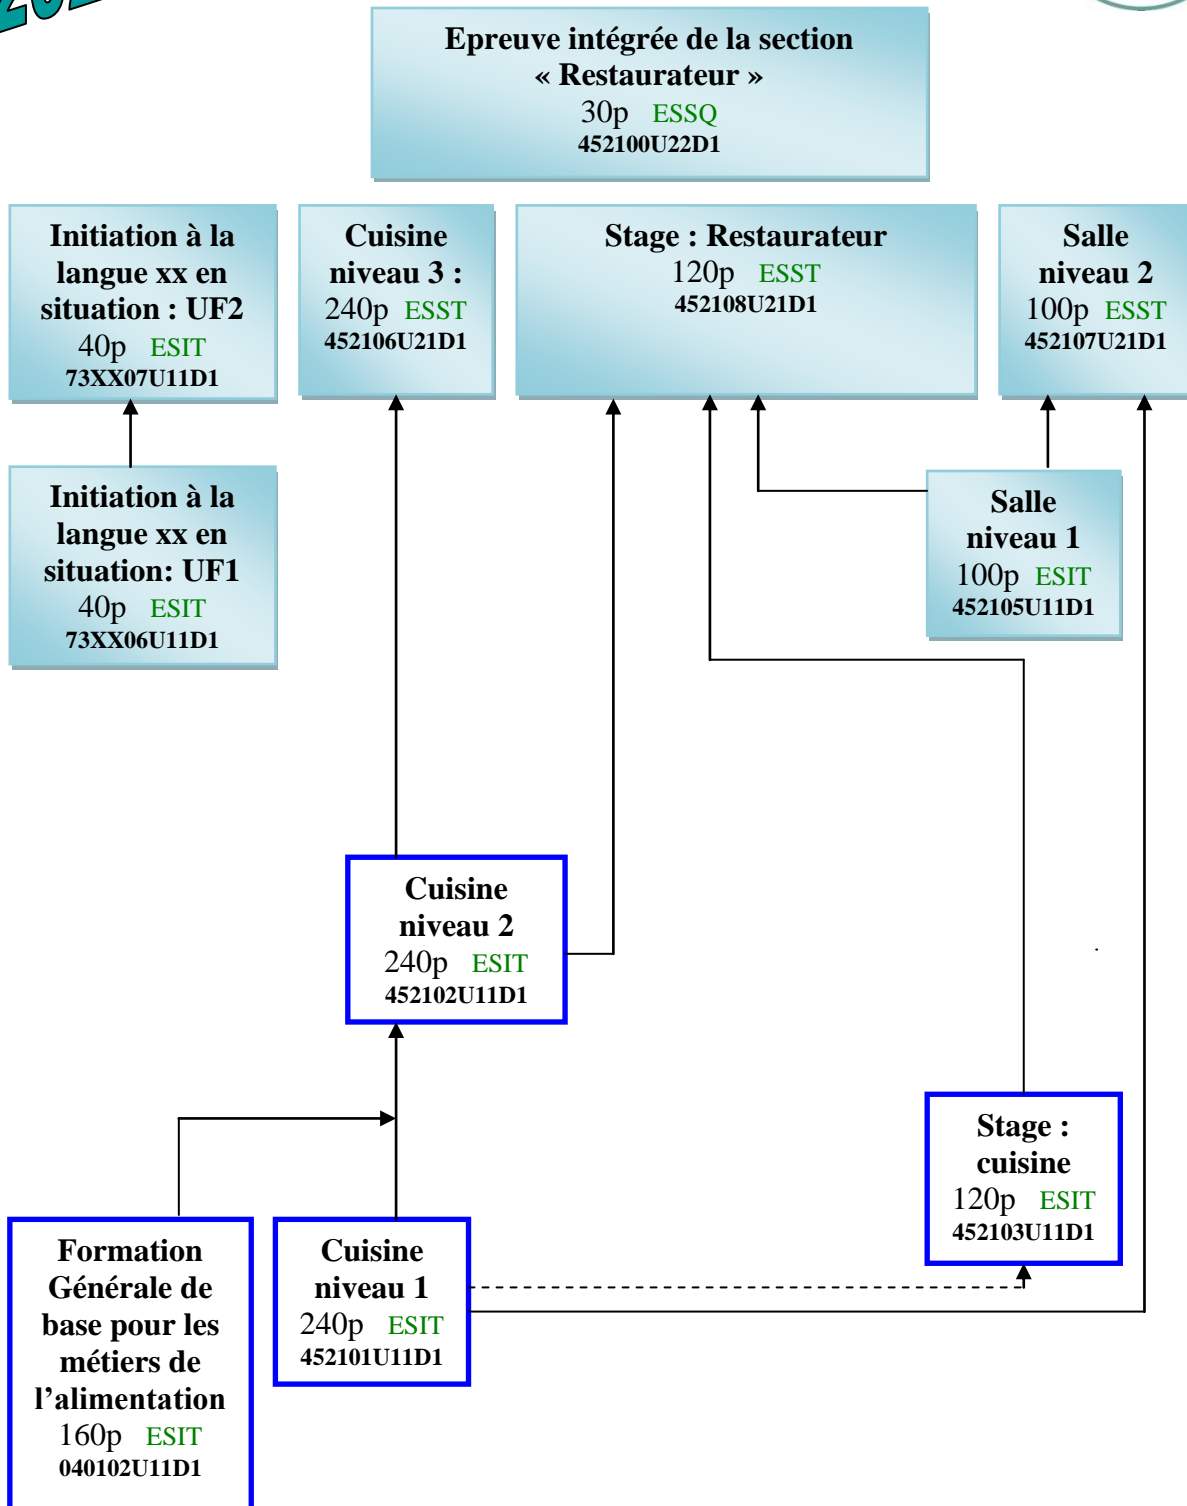 Epreuve intégrée de la section
« Restaurateur »
30p ESSQ
452100U22D1
Initiation à la
langue xx en
situation : UF2
40p ESIT
73XX07U11D1
Cuisine
niveau 3 :
240p ESST
452106U21D1
Stage : Restaurateur
120p ESST
452108U21D1
Salle
niveau 2
100p ESST
452107U21D1
Initiation à la
langue xx en
situation: UF1
40p ESIT
73XX06U11D1
Salle
niveau 1
100p ESIT
452105U11D1
Cuisine
niveau 2
240p ESIT
452102U11D1
Stage :
cuisine
120p ESIT
452103U11D1
Formation
Générale de
base pour les
métiers de
l’alimentation
160p ESIT
040102U11D1
Cuisine
niveau 1
240p ESIT
452101U11D1